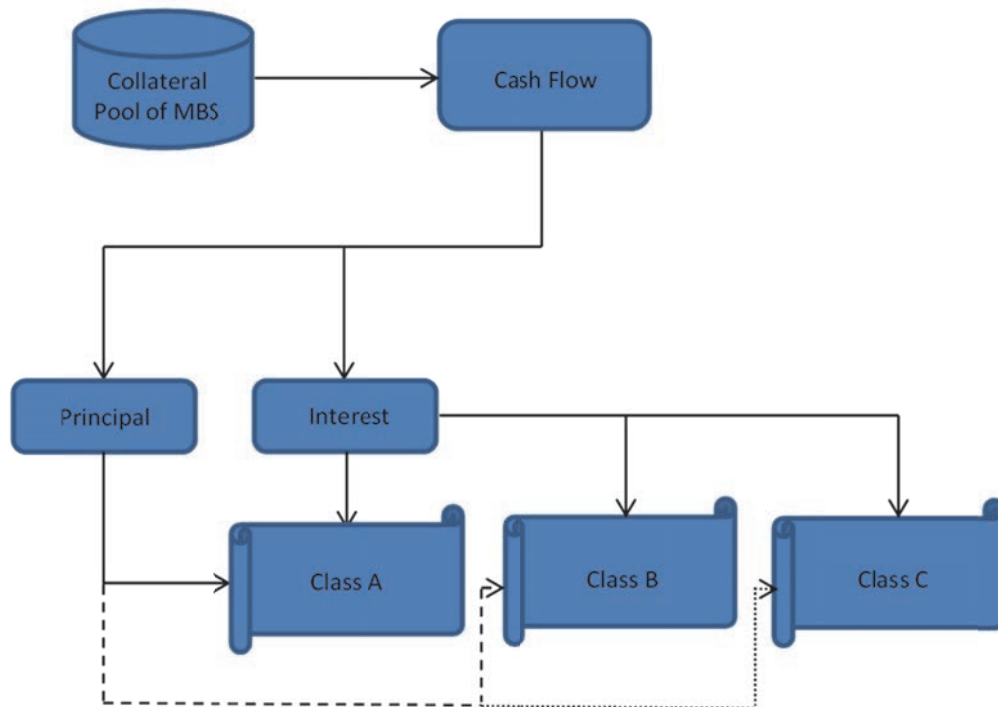 Collateral
Pool of MBS
Cash Flow
Principal
Interest
Class A
Class B
Class C